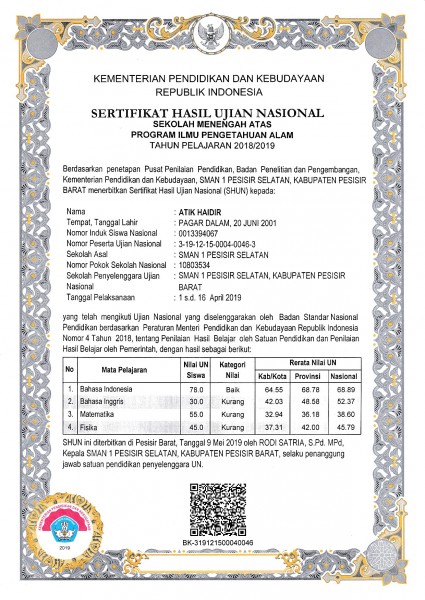 KEMENTERIAN PENDIDIKAN DAN KEBUDAYAAN
REPUBLIK INDONESIA
SERTIFIKAT HASIL UJIAN NASIONAL
SEKOLAH MENENGAH ATAS
PROGRAM ILMU PENGETAHUAN ALAM
TAHUN PELAJARAN 2018/2019
Berdasarkan penetapan Pusat Penilaian Pendidikan, Badan Penelitian dan Pengembangan,
Kementerian Pendidikan dan Kebudayaan, SMAN 1 PESISIR SELATAN, KABUPATEN PESISIR
BARAT menerbitkan Sertifikat Hasil Ujian Nasional (SHUN) kepada:
Nama : ATIK HAIDIR
Tempat, Tanggal Lahir : PAGAR DALAM, 20 JUNI 2001
Nomor Induk Siswa Nasional : 0013394067
Nomor Peserta Ujian Nasional : 3-19-12-15-0004-0046-3
Sekolah Asal : SMAN 1 PESISIR SELATAN
Nomor Pokok Sekolah Nasional : 10803534
Sekolah Penyelenggara Ujian : SMAN 1 PESISIR SELATAN, KABUPATEN PESISIR
Nasional BARAT
Tanggal Pelaksanaan : 1 s.d. 16 April 2019
yang telah mengikuti Ujian Nasional yang diselenggarakan oleh Badan Standar Nasional
Pendidikan berdasarkan Peraturan Menteri Pendidikan dan Kebudayaan Republik Indonesia
Nomor 4 Tahun 2018, tentang Penilaian Hasil Belajar oleh Satuan Pendidikan dan Penilaian
Hasil Belajar oleh Pemerintah, dengan hasil sebagai berikut:
No Mata Pelajaran Nilai UN Siswa Kategori Nilai Rerata Nilai UN
Kab/Kota Provinsi Nasional
1. Bahasa Indonesia 78.0 Baik 64.55 68.78 68.89
2. Bahasa Inggris 30.0 Kurang 42.03 48.58 52.37
3. Matematika 55.0 Kurang 32.94 36.18 38.60
4. Fisika 45.0 Kurang 37.31 42.00 45.79
SHUN ini diterbitkan di Pesisir Barat, Tanggal 9 Mei 2019 oleh RODI SATRIA, S.Pd. MPd,
Kepala SMAN 1 PESISIR SELATAN, KABUPATEN PESISIR BARAT, selaku penanggung
jawab satuan pendidikan penyelenggara UN.
2019
BK-319121500040046